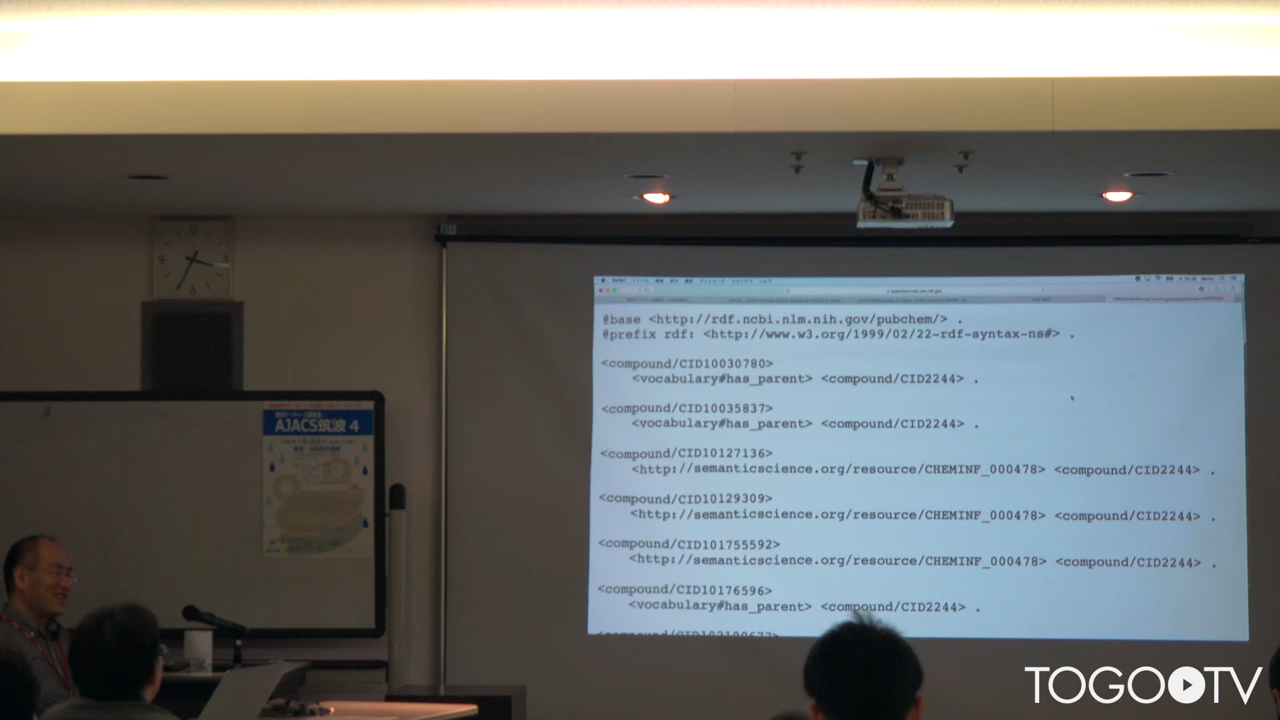 @base <http://rdf.ncbi.nlm.nih.gov/pubchem/> .
@prefix rdf: <http://www.w3.org/1999/02/22-rdf-syntax-ns#> .
<compound/CID10030780>
<vocabulary#has_parent> <compound/CID2244> .
<compound/CID10035837>
<vocabulary#has_parent> <compound/CID2244> .
<compound/CID10127136>
<http://semanticscience.org/resource/CHEMINF_000478> <compound/CID2244> .
<compound/CID10129309>
<http://semanticscience.org/resource/CHEMINF_000478> <compound/CID2244> .
<compound/CID101755592>
<http://semanticscience.org/resource/CHEMINF_000478> <compound/CID2244> .
<compound/CID10176596>
<vocabulary#has_parent> <compound/CID2244> .
AJACS筑波 4
TOGO TV